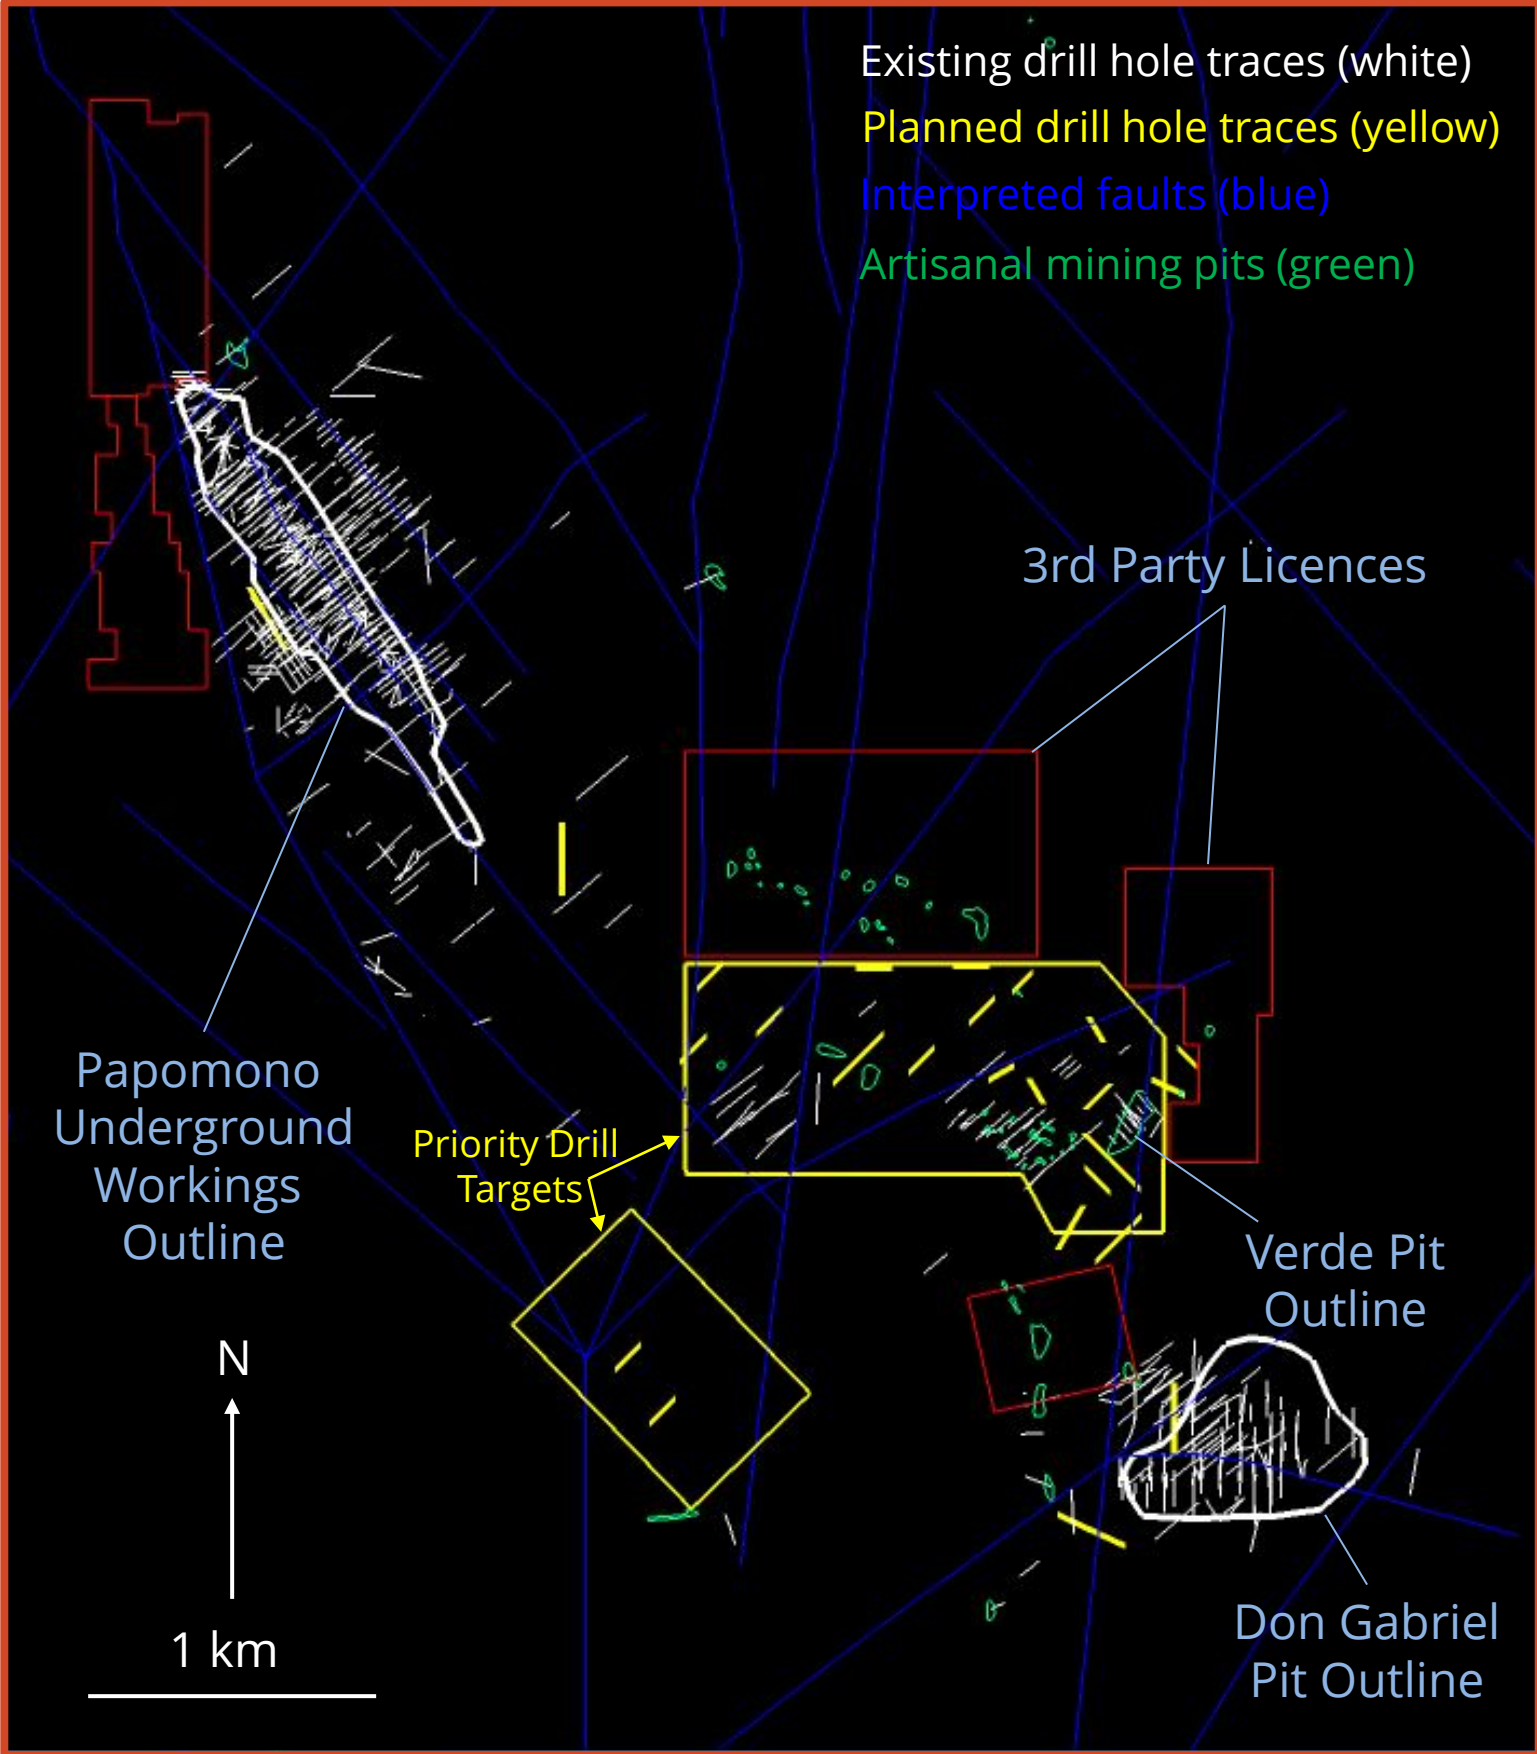 Existing drill hole traces (white)
Planned drill hole traces (yellow)
Interpreted faults (blue)
Artisanal mining pits (green)
3rd Party Licences
Papomono
Underground
Workings
Outline
Priority Drill
Targets
Verde Pit
Outline
N
1 km
Don Gabriel
Pit Outline